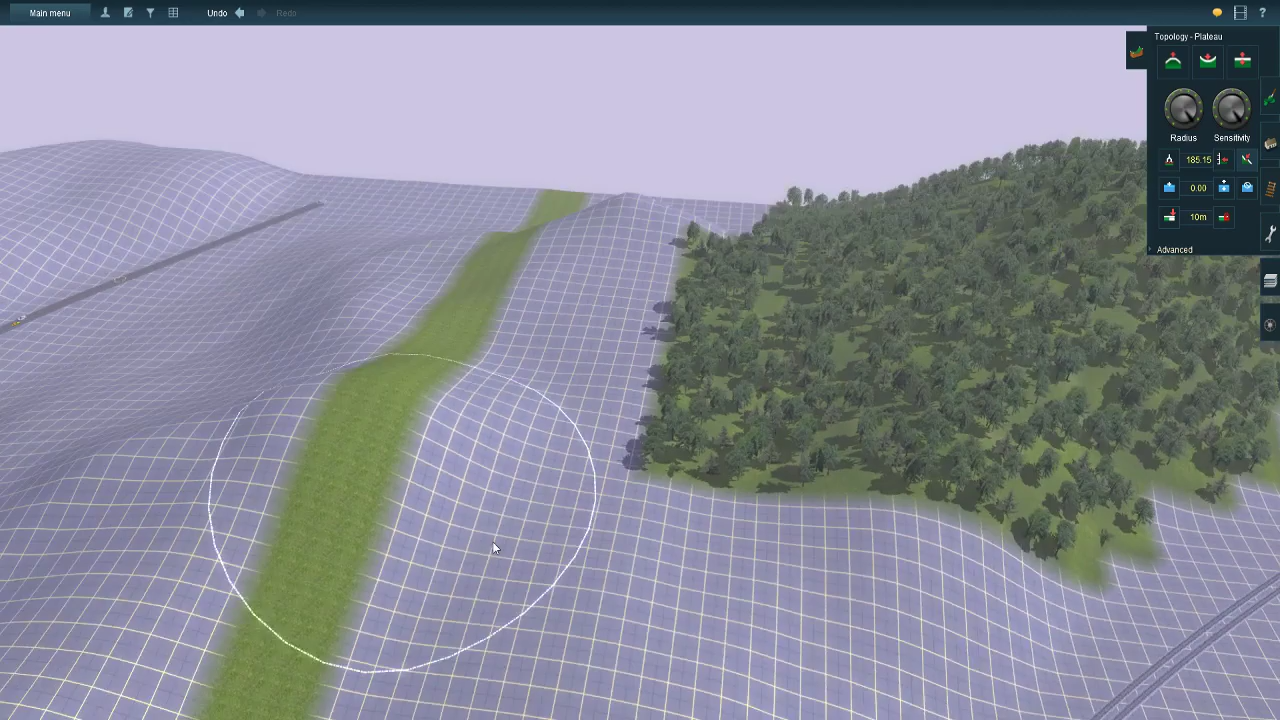 Main menu Undo Redo ?
Topology - Plateau
Radius Sensitivity
185.15
0.00
10m
Advanced